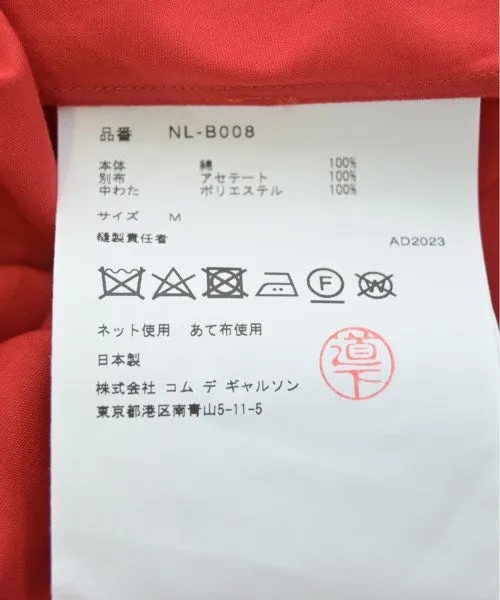 品番 NL-B008
本体 綿 100%
別布 アセテート 100%
中わた ポリエステル 100%
サイズ M
縫製責任者 AD2023
F W
ネット使用 あて布使用
日本製
株式会社 コム デ ギャルソン
東京都港区南青山5-11-5
道下